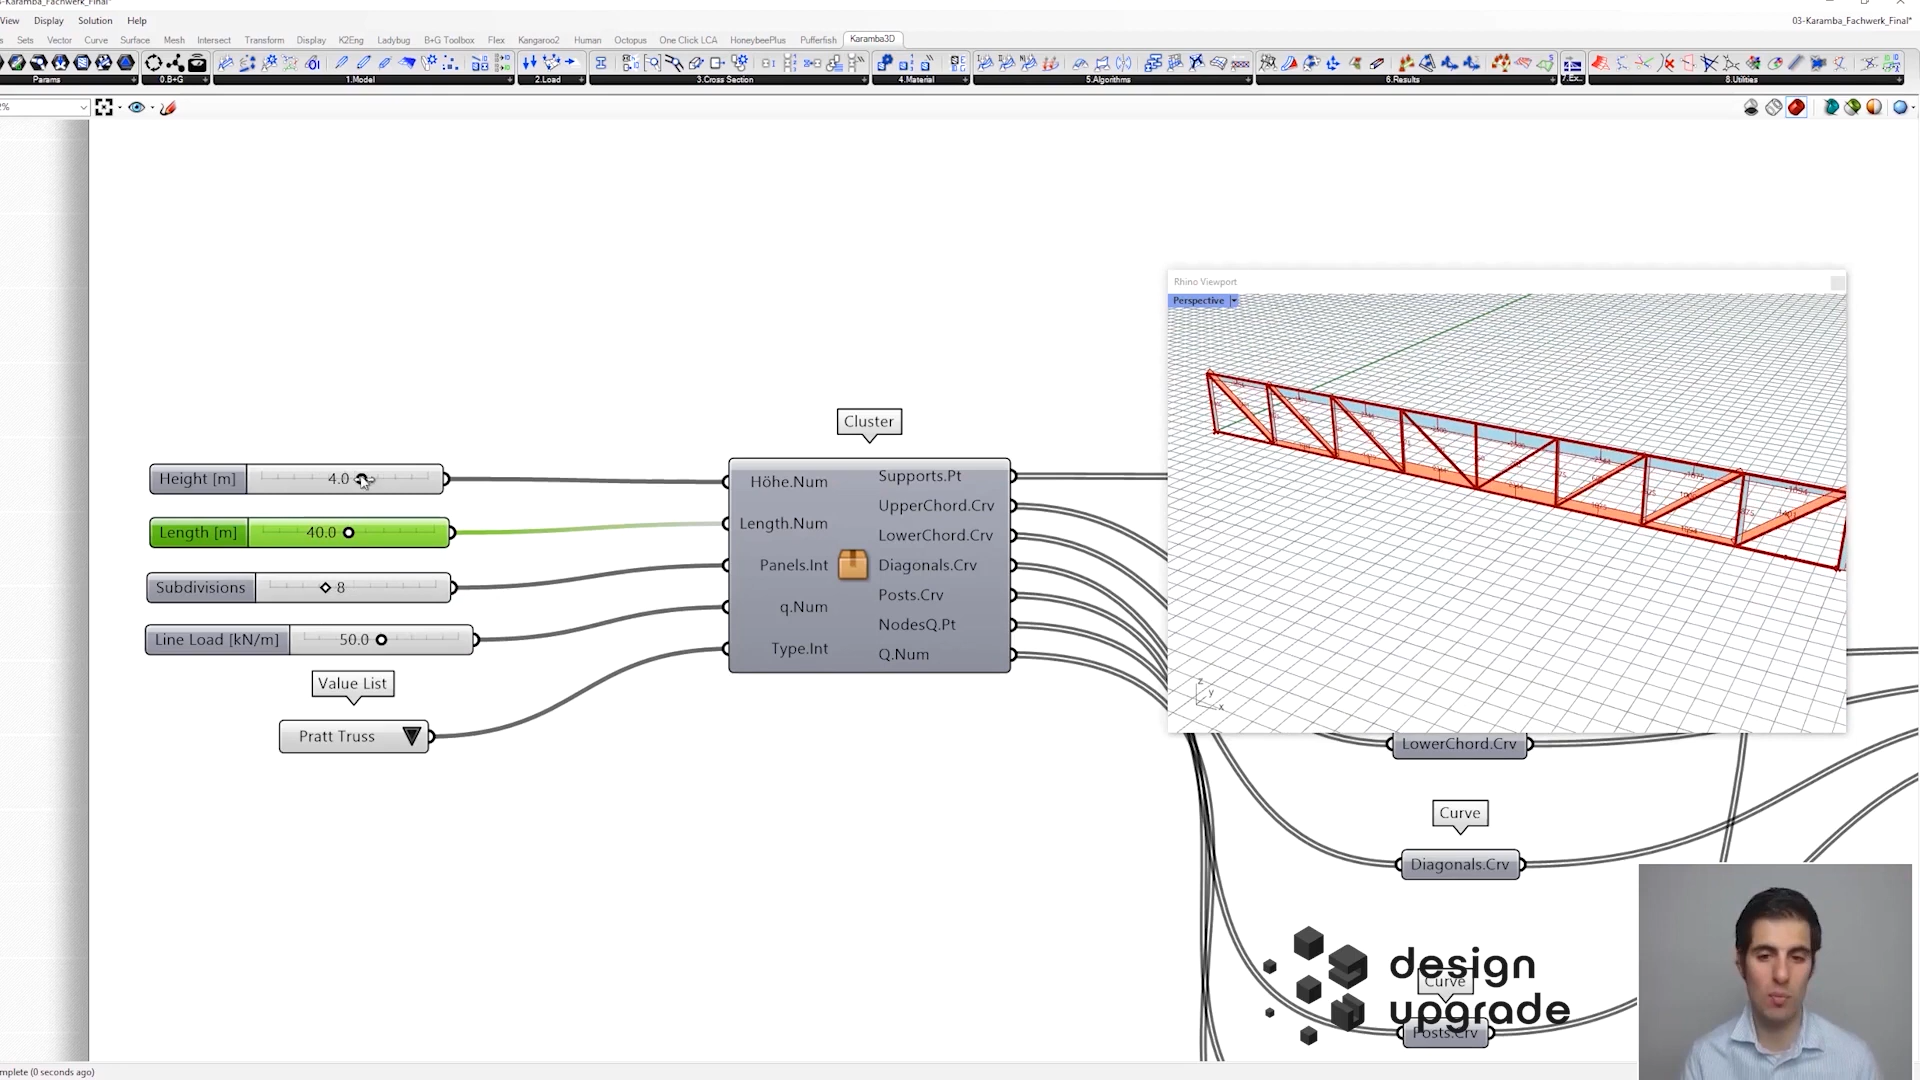 03-Karamba_Fachwerk_Final*
View Display Solution Help
03-Karamba_Fachwerk_Final*
Sets Vector Curve Surface Mesh Intersect Transform Display K2Eng Ladybug B+G Toolbox Flex Kangaroo2 Human Octopus One Click LCA HoneybeePlus Pufferfish Karamba3D
Params 0.B+G 1.Model 2.Load 3.Cross Section 4.Material 5.Algorithms 6.Results 7.Ex... 8.Utilities
Rhino Viewport
Perspective
Cluster
Height [m] 4.0
Length [m] 40.0
Subdivisions 8
Line Load [kN/m] 50.0
Value List
Pratt Truss
Höhe.Num
Length.Num
Panels.Int
q.Num
Type.Int
Supports.Pt
UpperChord.Crv
LowerChord.Crv
Diagonals.Crv
Posts.Crv
NodesQ.Pt
Q.Num
z
y
x
LowerChord.Crv
Curve
Diagonals.Crv
Curve
Posts.Crv
design
upgrade
mplete (0 seconds ago)